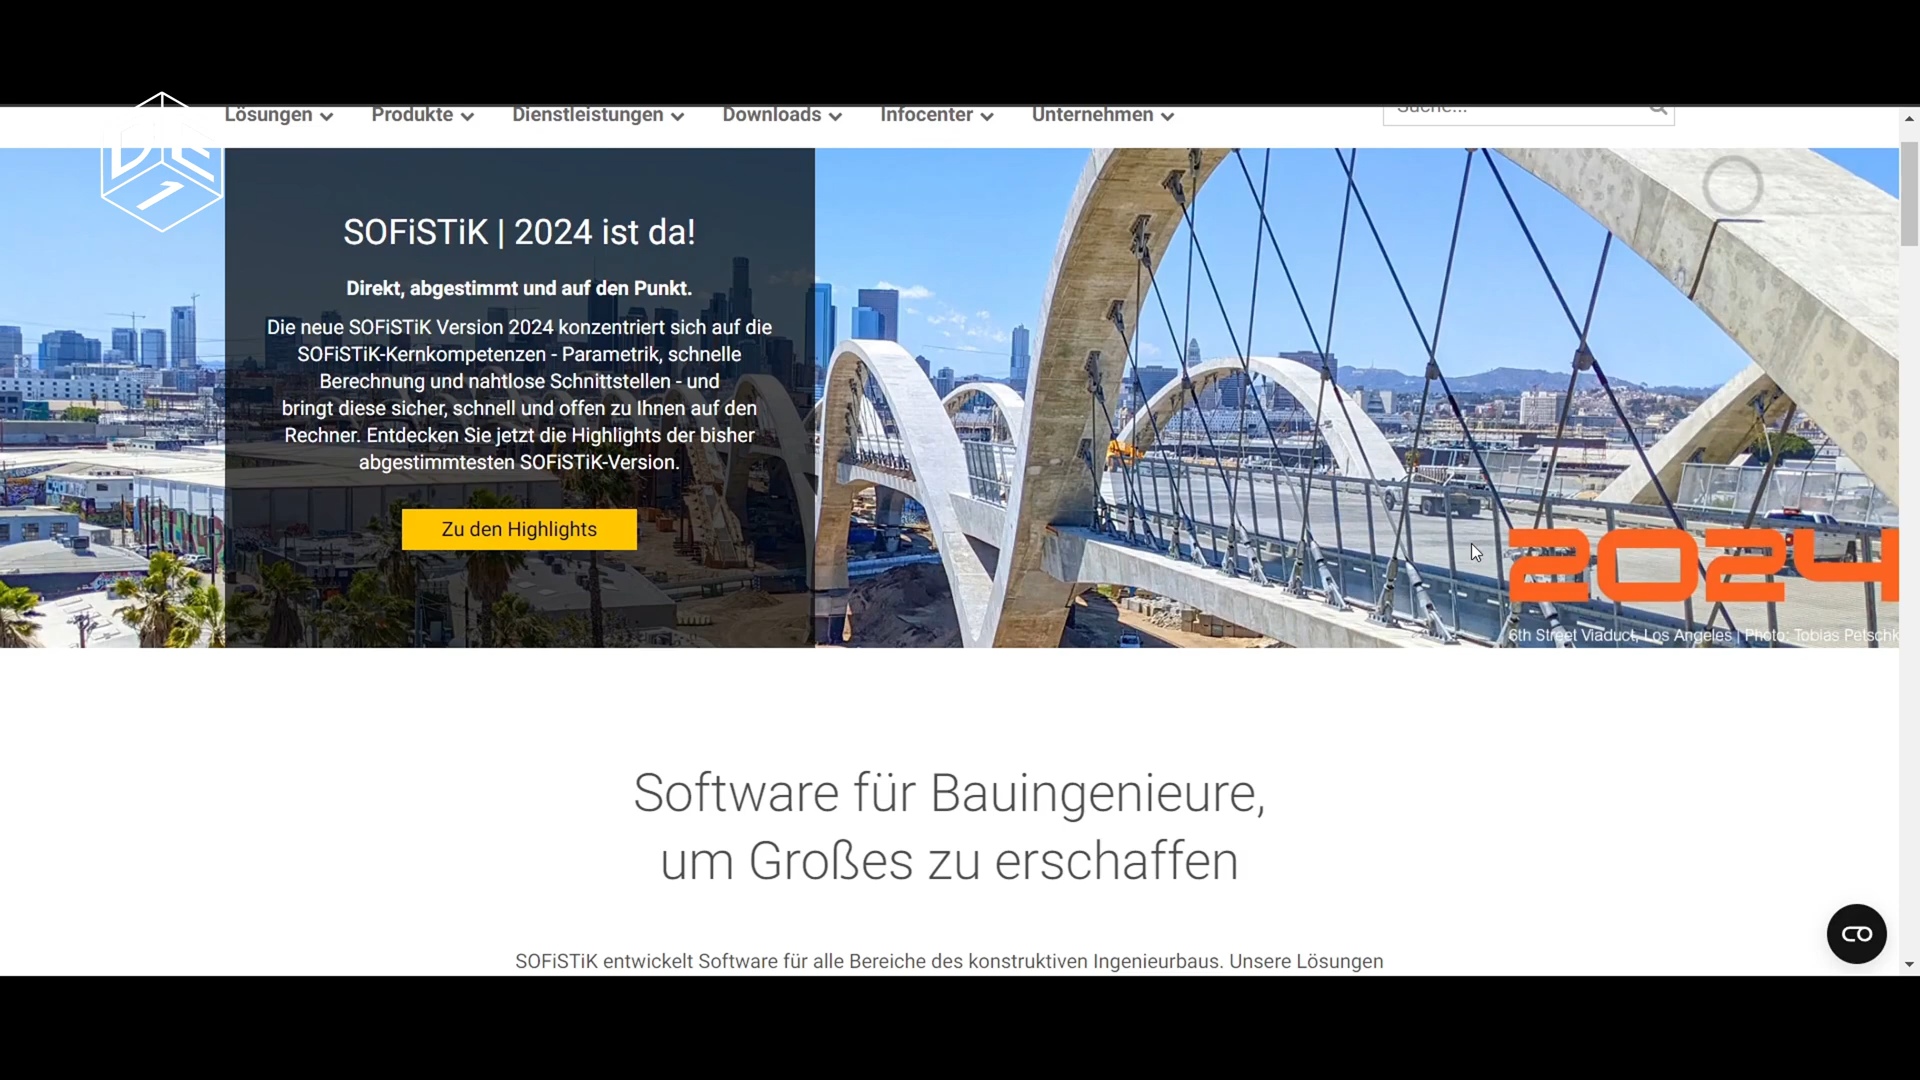 Lösungen Produkte Dienstleistungen Downloads Infocenter Unternehmen
Suche...
SOFiSTiK | 2024 ist da!
Direkt, abgestimmt und auf den Punkt.
Die neue SOFiSTiK Version 2024 konzentriert sich auf die
SOFiSTiK-Kernkompetenzen - Parametrik, schnelle
Berechnung und nahtlose Schnittstellen - und
bringt diese sicher, schnell und offen zu Ihnen auf den
Rechner. Entdecken Sie jetzt die Highlights der bisher
abgestimmtesten SOFiSTiK-Version.
Zu den Highlights
2024
6th Street Viaduct, Los Angeles | Photo: Tobias Petschk
Software für Bauingenieure,
um Großes zu erschaffen
SOFiSTiK entwickelt Software für alle Bereiche des konstruktiven Ingenieurbaus. Unsere Lösungen